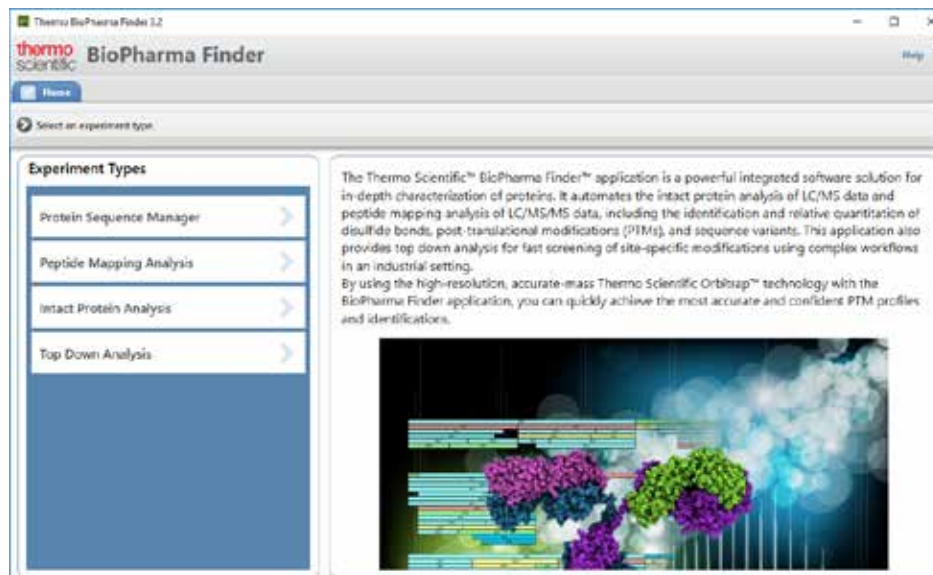 Thermo BioPharma Finder 3.2
thermo
scientific
BioPharma Finder
Help
Home
Select an experiment type.
Experiment Types
Protein Sequence Manager
Peptide Mapping Analysis
Intact Protein Analysis
Top Down Analysis
The Thermo Scientific™ BioPharma Finder™ application is a powerful integrated software solution for
in-depth characterization of proteins. It automates the intact protein analysis of LC/MS data and
peptide mapping analysis of LC/MS/MS data, including the identification and relative quantitation of
disulfide bonds, post-translational modifications (PTMs), and sequence variants. This application also
provides top down analysis for fast screening of site-specific modifications using complex workflows
in an industrial setting.
By using the high-resolution, accurate-mass Thermo Scientific Orbitrap™ technology with the
BioPharma Finder application, you can quickly achieve the most accurate and confident PTM profiles
and identifications.